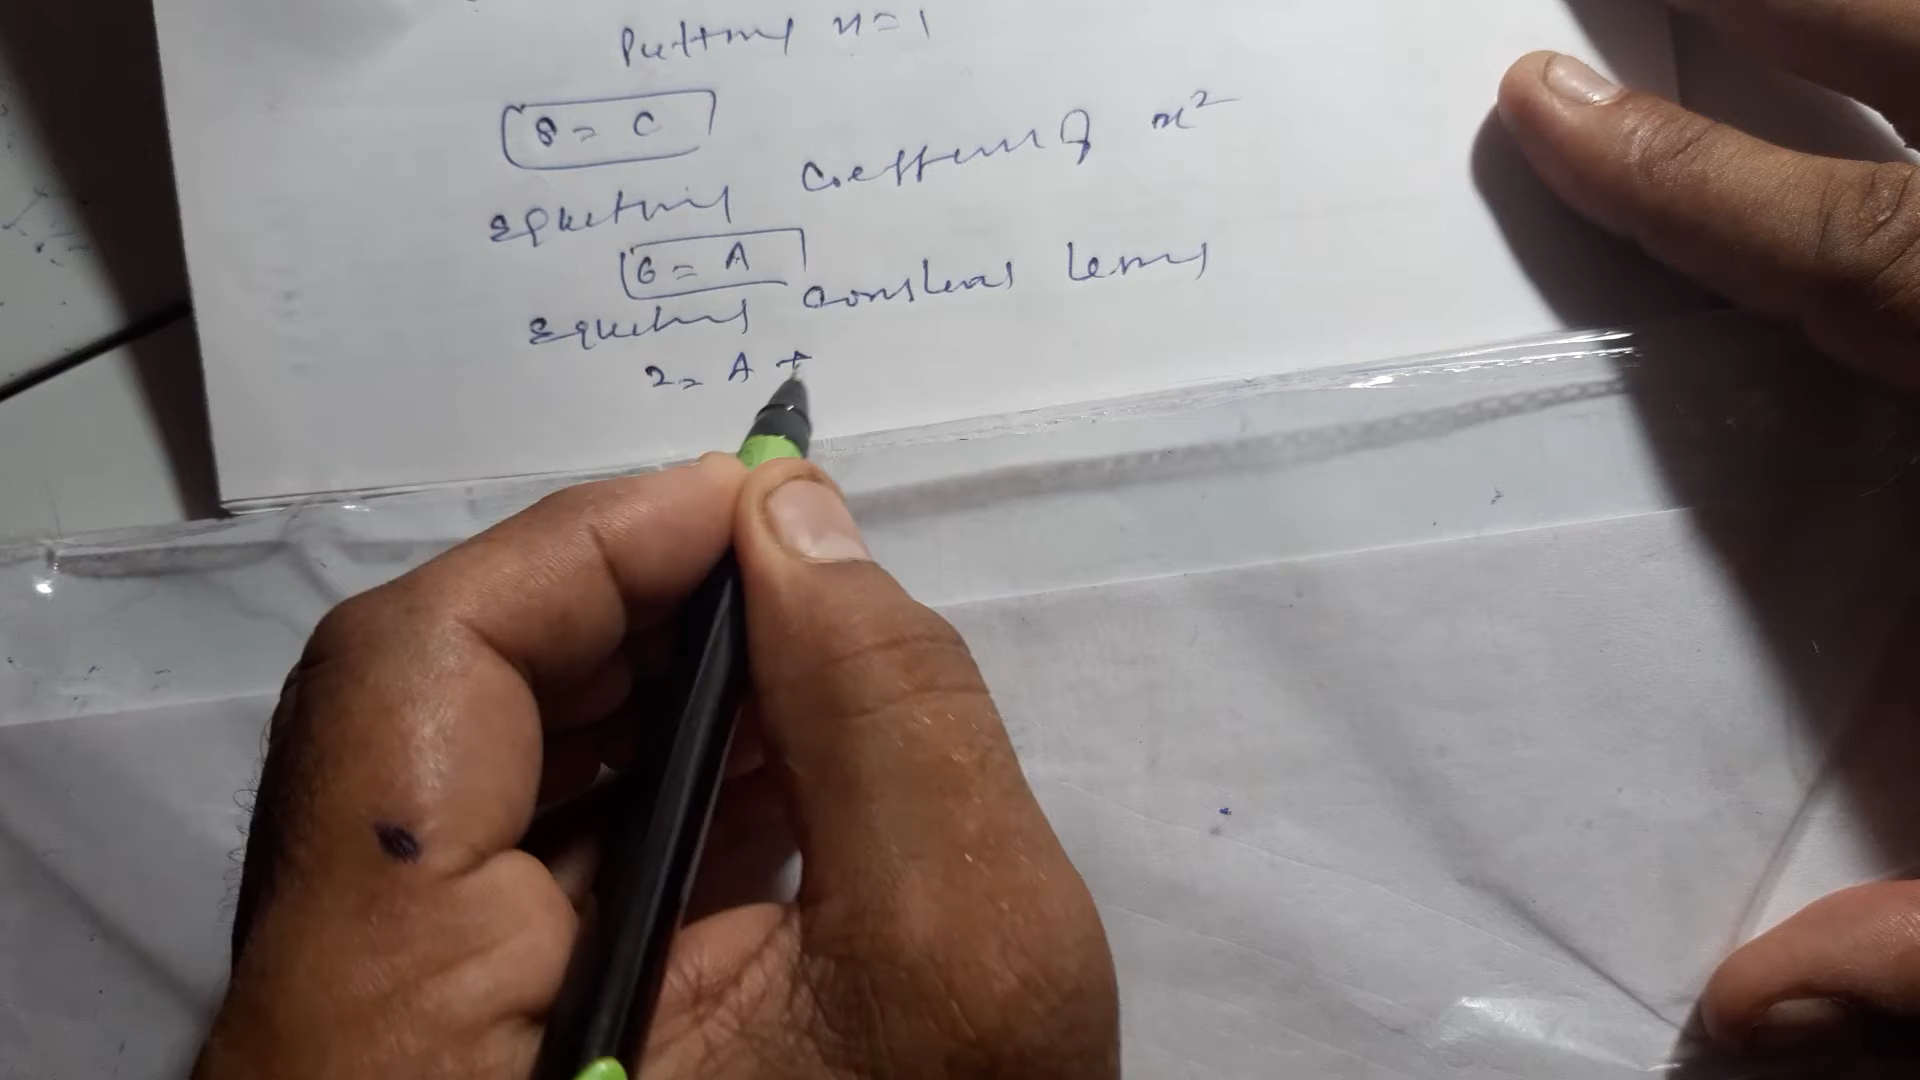 Putting x=1
8 = C
Equating Coefficient of x²
6 = A
Equating constant terms
2 = A +